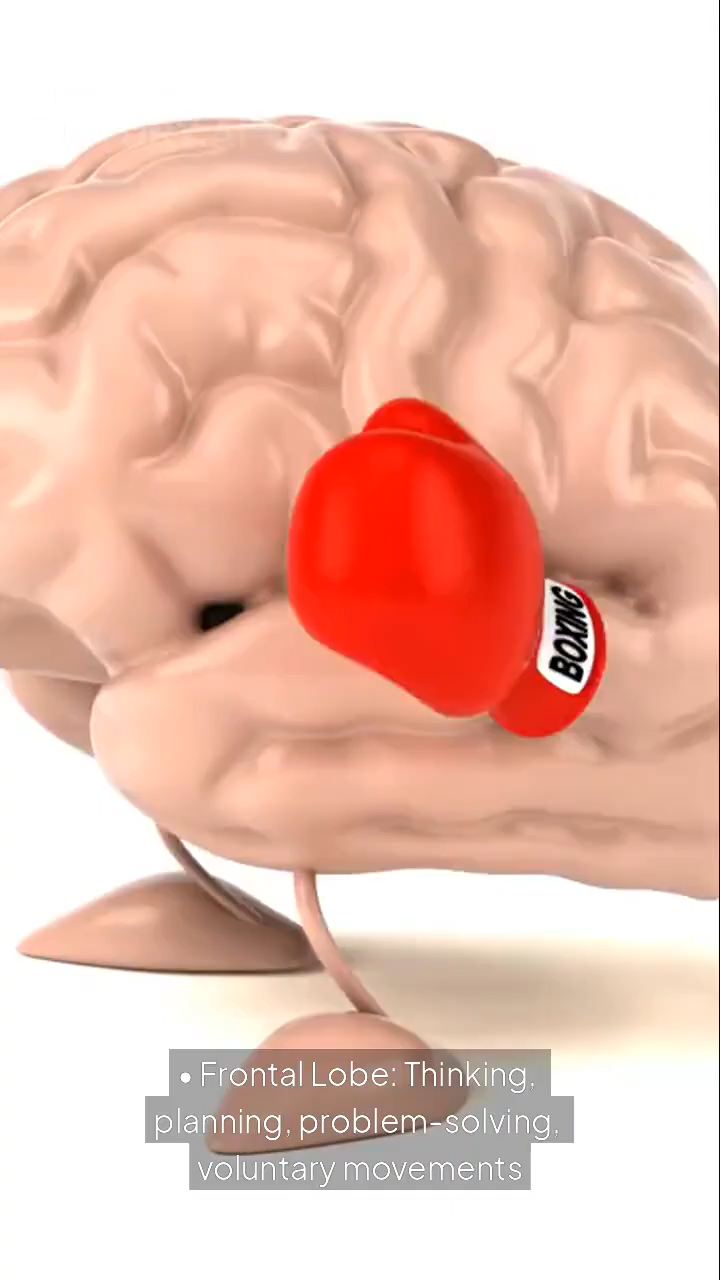 BOXING
• Frontal Lobe: Thinking,
planning, problem-solving,
voluntary movements